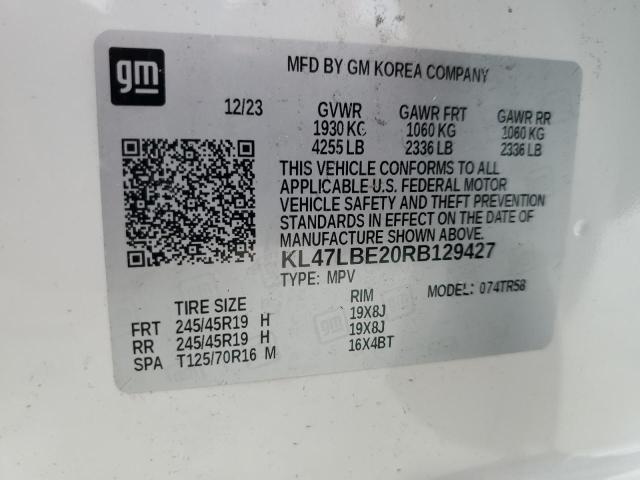 gm
MFD BY GM KOREA COMPANY
12/23 GVWR GAWR FRT GAWR RR
1930 KG 1060 KG 1060 KG
4255 LB 2336 LB 2336 LB
THIS VEHICLE CONFORMS TO ALL
APPLICABLE U.S. FEDERAL MOTOR
VEHICLE SAFETY AND THEFT PREVENTION
STANDARDS IN EFFECT ON THE DATE OF
MANUFACTURE SHOWN ABOVE.
KL47LBE20RB129427
TYPE: MPV MODEL: 074TR58
TIRE SIZE RIM
FRT 245/45R19 H 19X8J
RR 245/45R19 H 19X8J
SPA T125/70R16 M 16X4BT